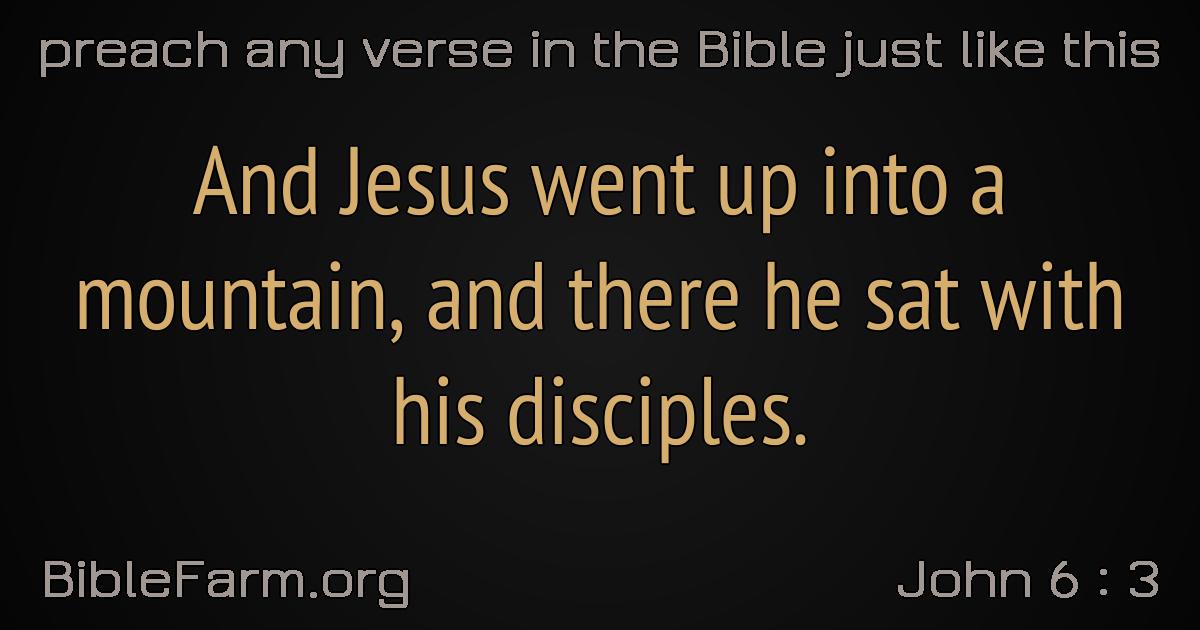 preach any verse in the Bible just like this
And Jesus went up into a
mountain, and there he sat with
his disciples.
BibleFarm.org
John 6 : 3